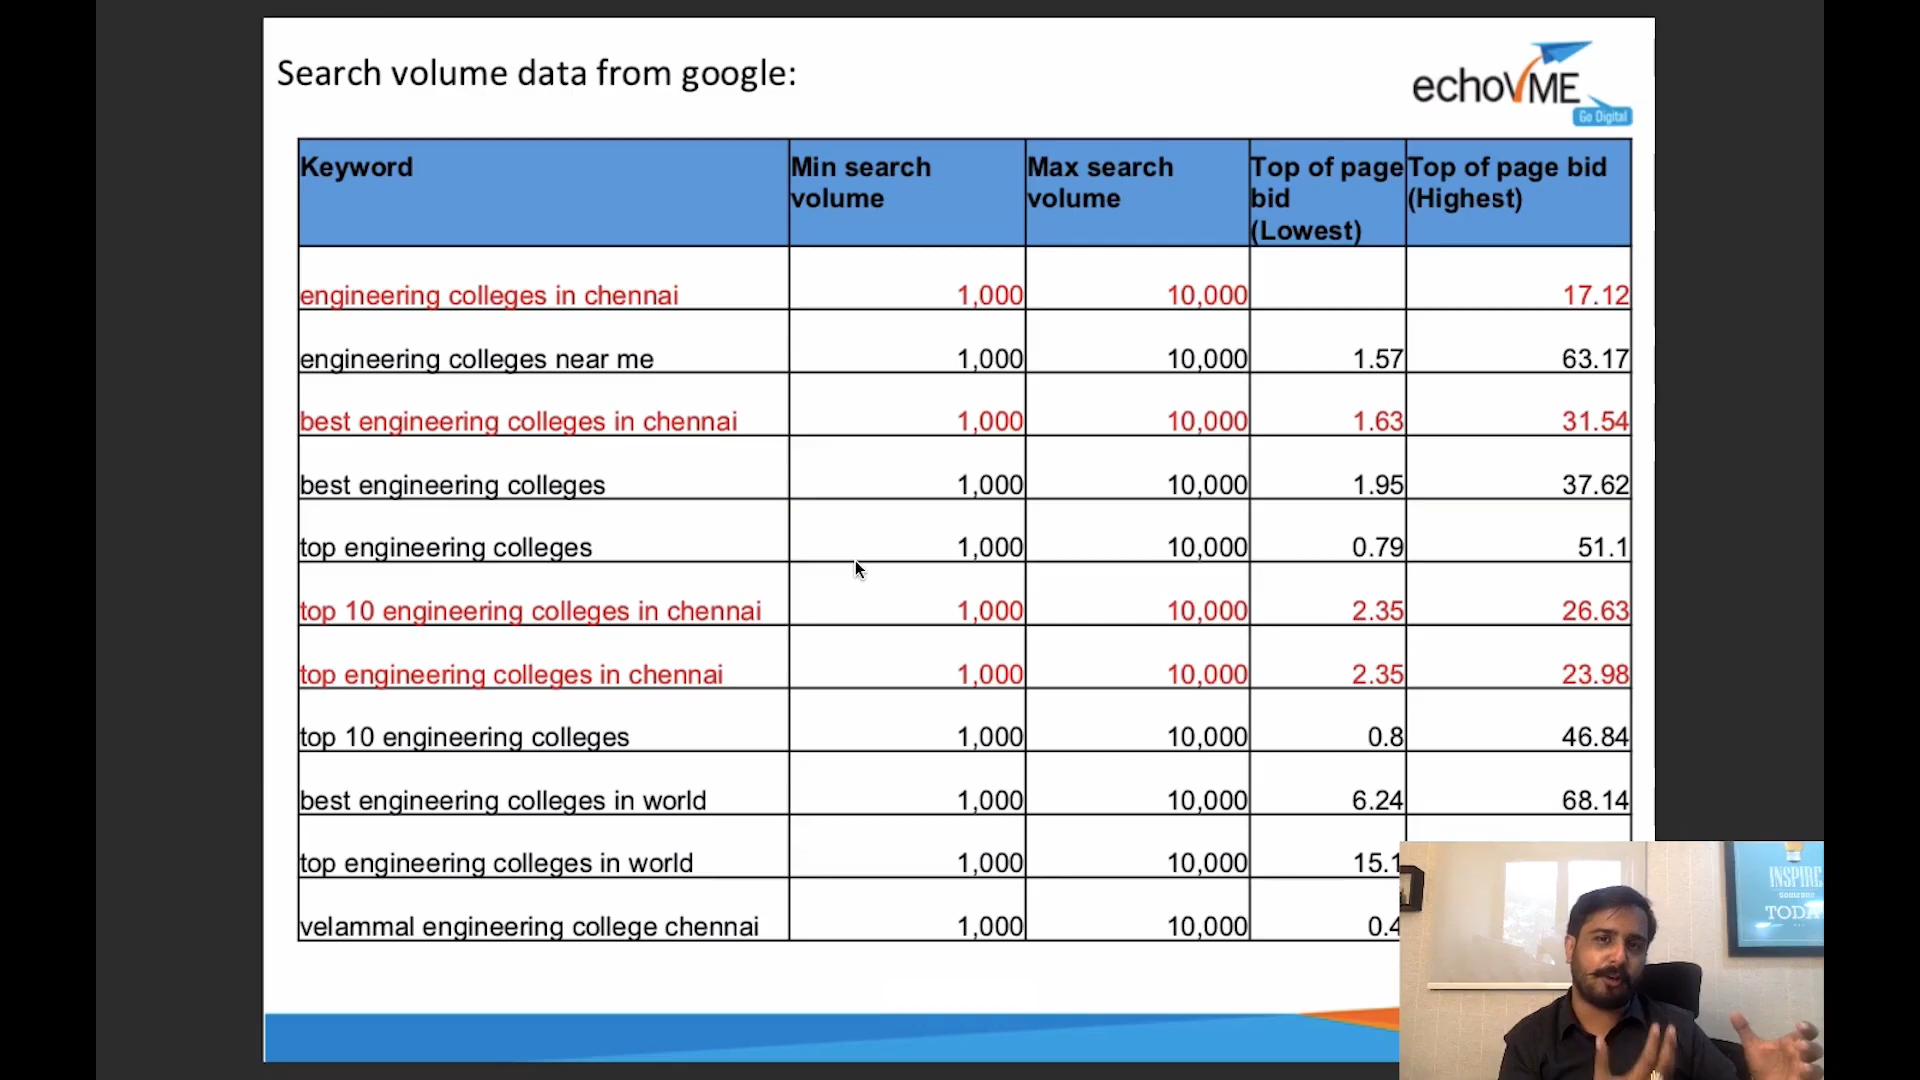 Search volume data from google:
echoVME
Go Digital
Keyword Min search volume Max search volume Top of page bid (Lowest) Top of page bid (Highest)
engineering colleges in chennai 1,000 10,000 17.12
engineering colleges near me 1,000 10,000 1.57 63.17
best engineering colleges in chennai 1,000 10,000 1.63 31.54
best engineering colleges 1,000 10,000 1.95 37.62
top engineering colleges 1,000 10,000 0.79 51.1
top 10 engineering colleges in chennai 1,000 10,000 2.35 26.63
top engineering colleges in chennai 1,000 10,000 2.35 23.98
top 10 engineering colleges 1,000 10,000 0.8 46.84
best engineering colleges in world 1,000 10,000 6.24 68.14
top engineering colleges in world 1,000 10,000 15.1
velammal engineering college chennai 1,000 10,000 0.4
INSPIRE
TODA